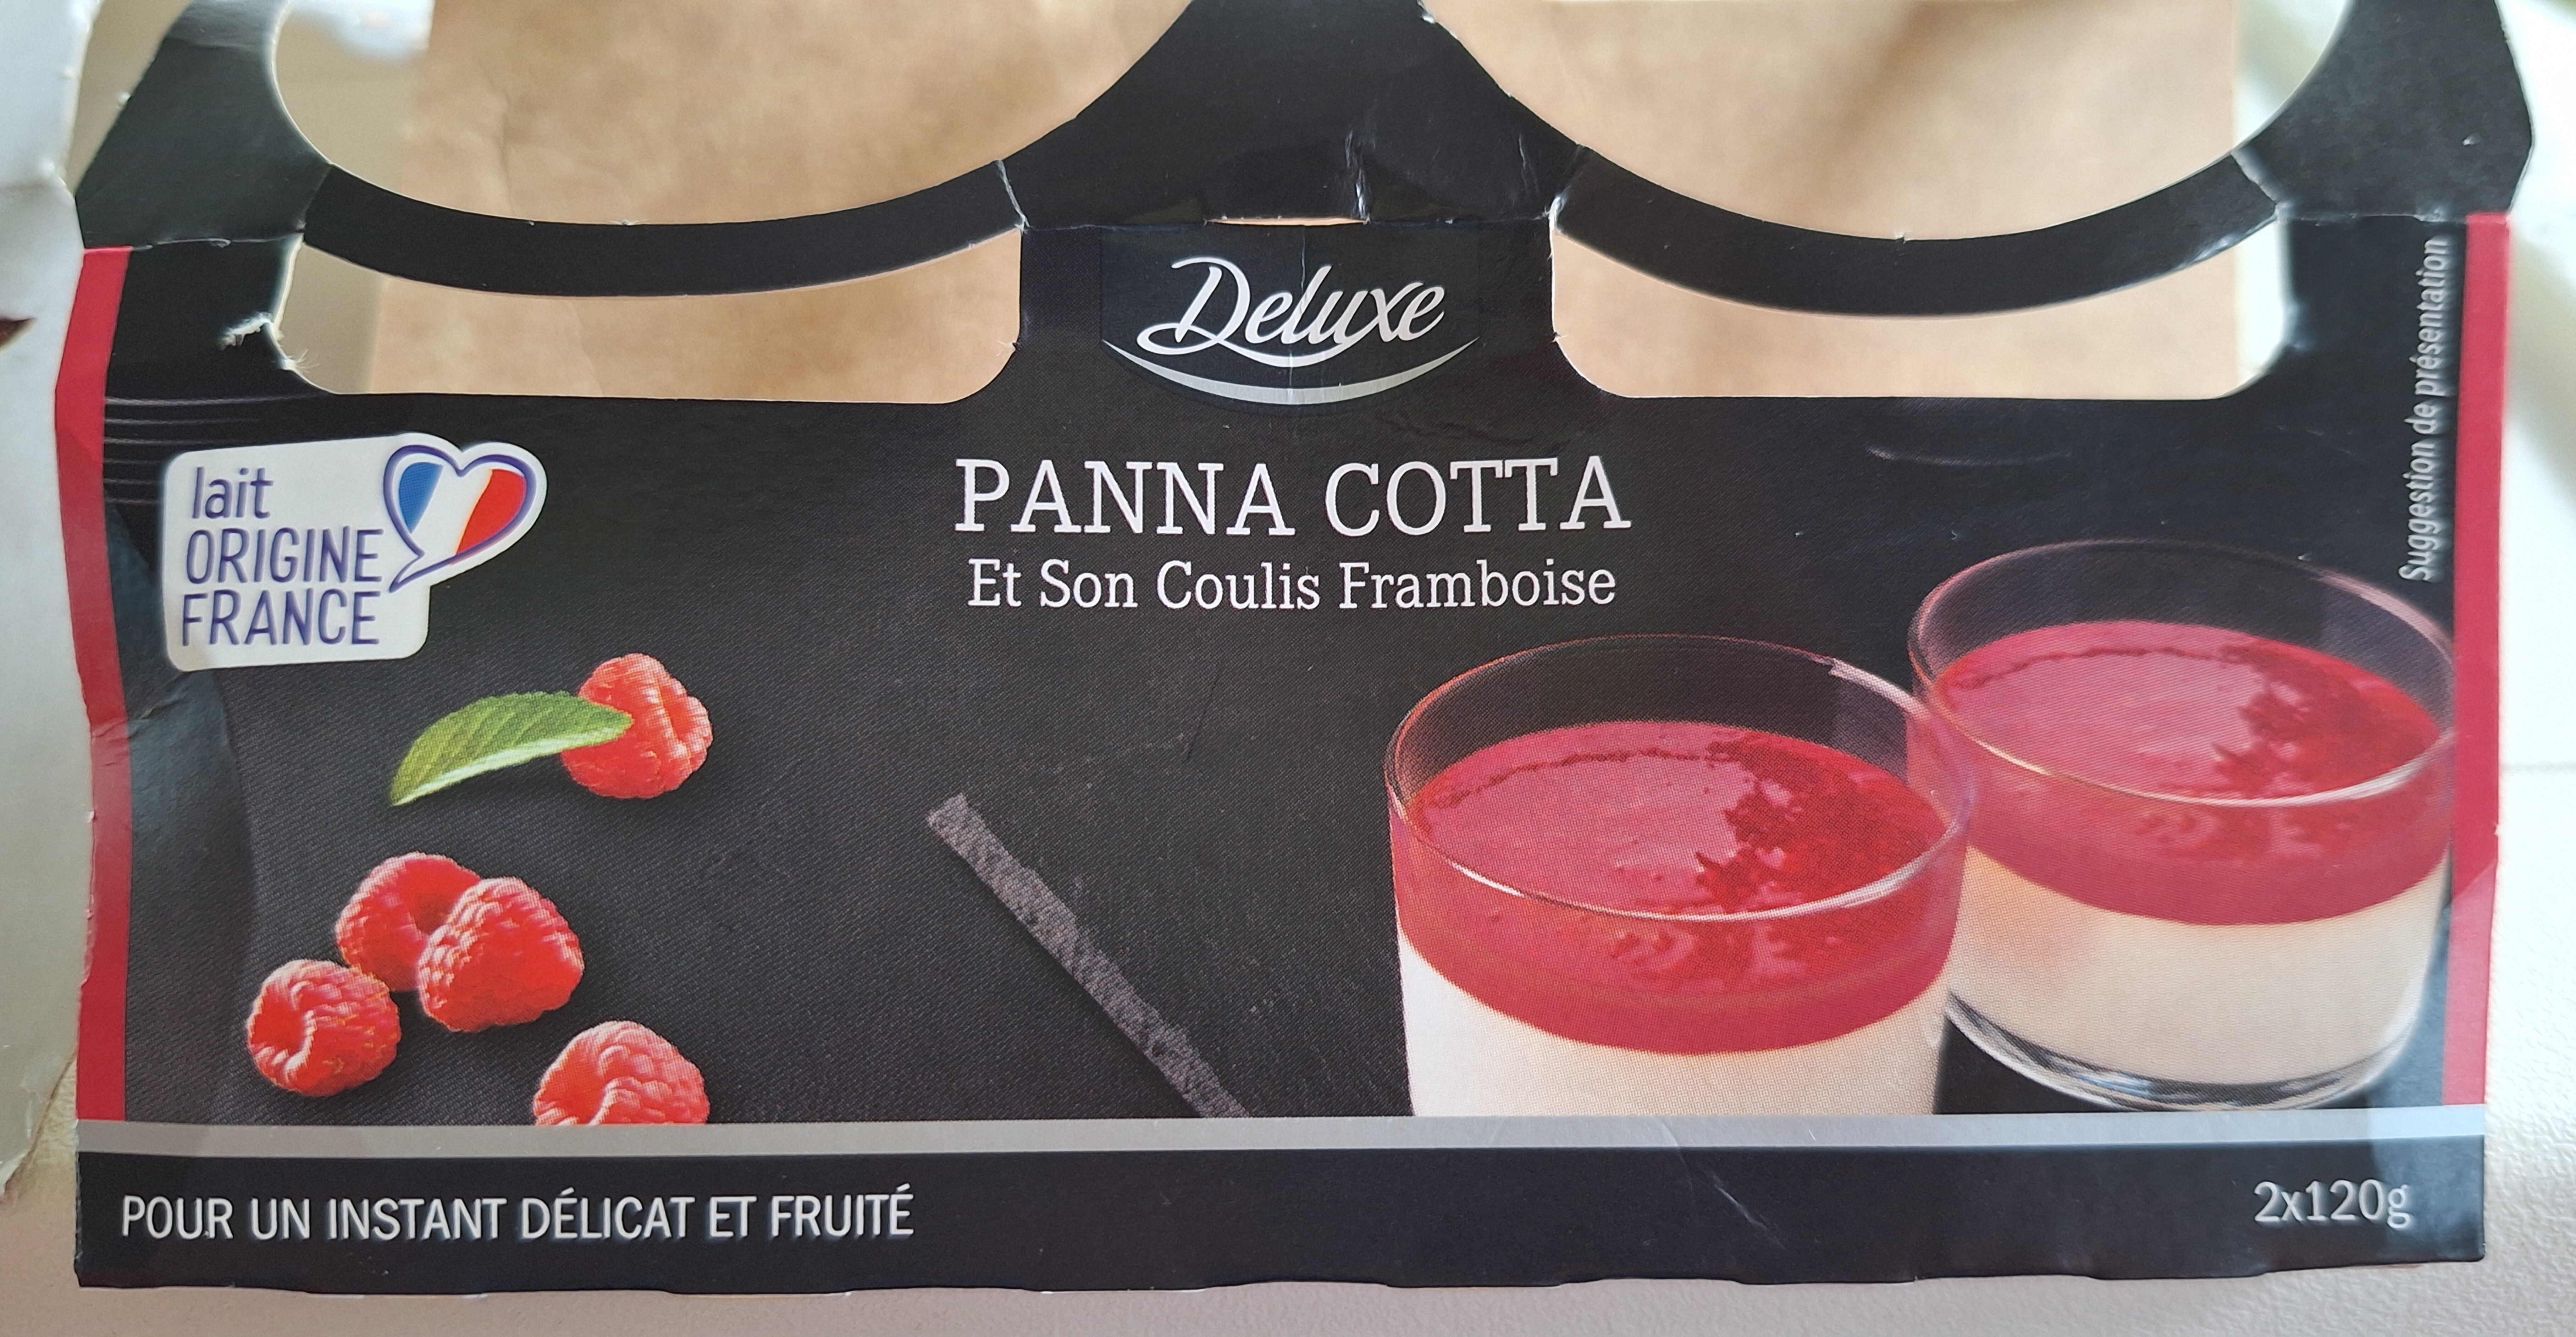 Deluxe
lait
ORIGINE
FRANCE
PANNA COTTA
Et Son Coulis Framboise
Suggestion de présentation
POUR UN INSTANT DÉLICAT ET FRUITÉ
2x120g